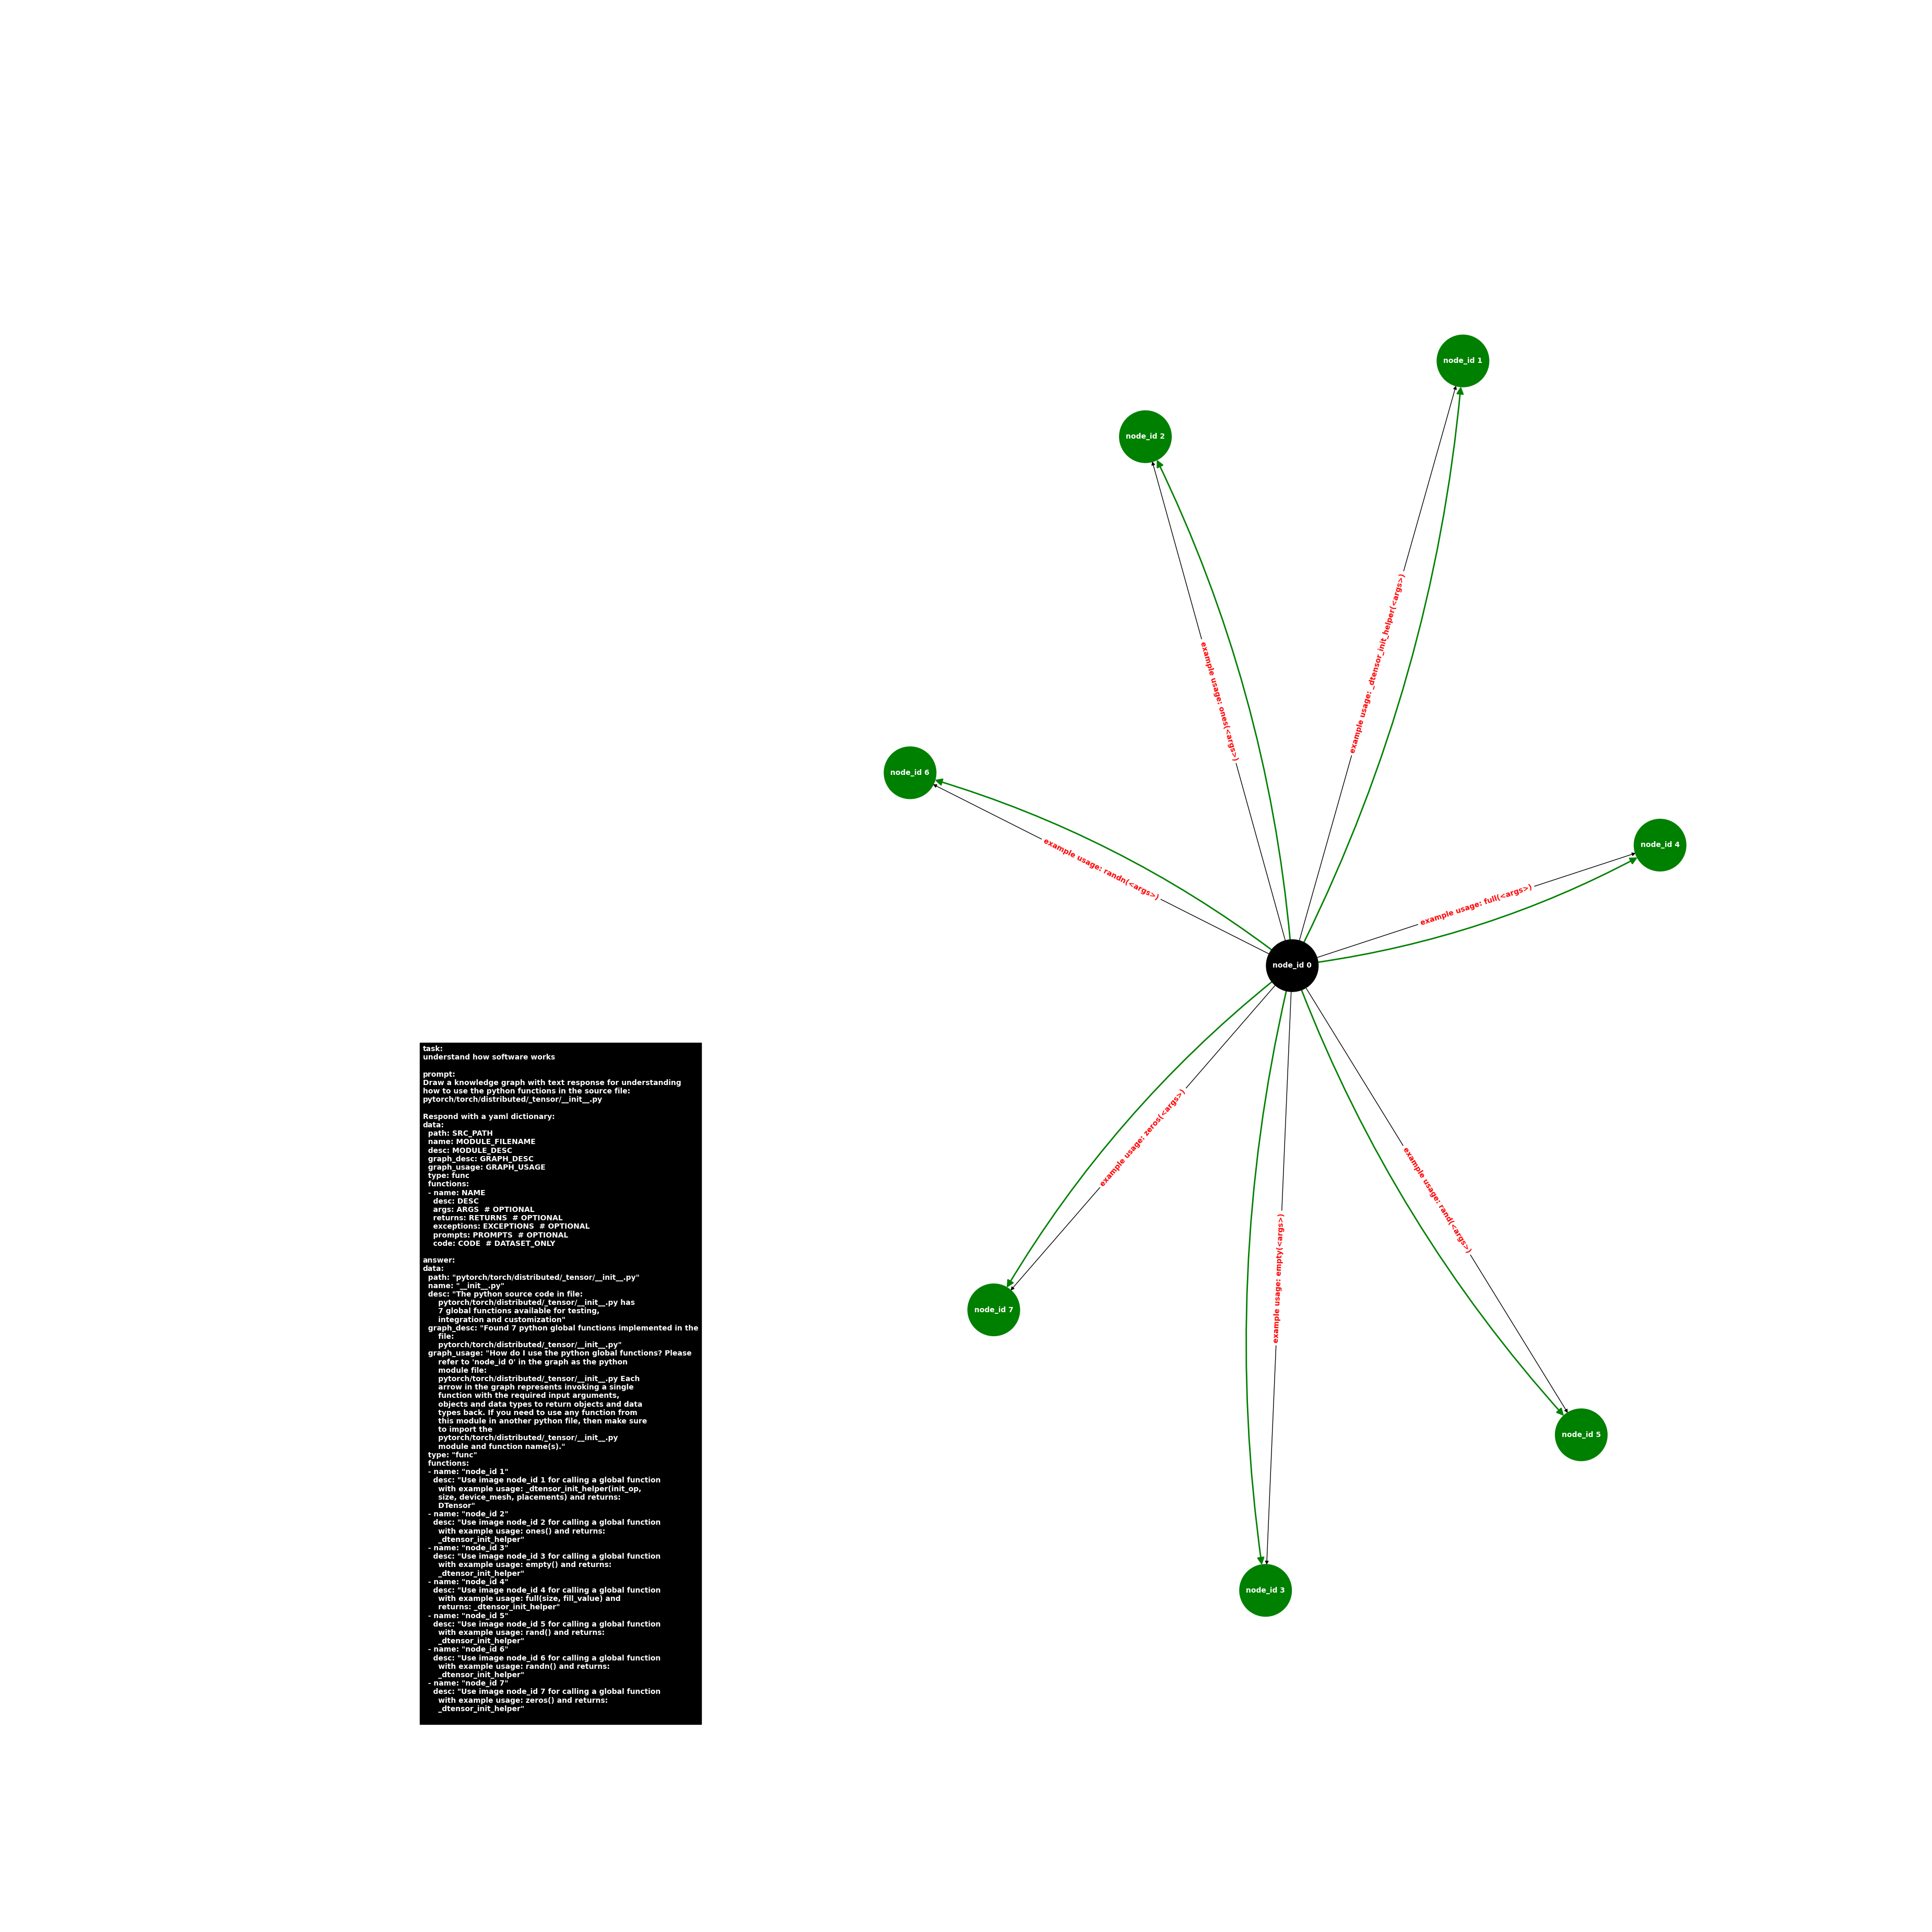 node_id 1
node_id 2
example usage: _dtensor_init_helper(<args>)
example usage: ones(<args>)
node_id 6
node_id 4
example usage: randn(<args>)
example usage: full(<args>)
node_id 0
task:
understand how software works

prompt:
Draw a knowledge graph with text response for understanding
how to use the python functions in the source file:
pytorch/torch/distributed/_tensor/__init__.py

Respond with a yaml dictionary:
data:
  path: SRC_PATH
  name: MODULE_FILENAME
  desc: MODULE_DESC
  graph_desc: GRAPH_DESC
  graph_usage: GRAPH_USAGE
  type: func
  functions:
  - name: NAME
    desc: DESC
    args: ARGS  # OPTIONAL
    returns: RETURNS  # OPTIONAL
    exceptions: EXCEPTIONS  # OPTIONAL
    prompts: PROMPTS  # OPTIONAL
    code: CODE  # DATASET_ONLY

answer:
data:
  path: "pytorch/torch/distributed/_tensor/__init__.py"
  name: "__init__.py"
  desc: "The python source code in file:
      pytorch/torch/distributed/_tensor/__init__.py has
      7 global functions available for testing,
      integration and customization"
  graph_desc: "Found 7 python global functions implemented in the
      file:
      pytorch/torch/distributed/_tensor/__init__.py"
  graph_usage: "How do I use the python global functions? Please
      refer to 'node_id 0' in the graph as the python
      module file:
      pytorch/torch/distributed/_tensor/__init__.py Each
      arrow in the graph represents invoking a single
      function with the required input arguments,
      objects and data types to return objects and data
      types back. If you need to use any function from
      this module in another python file, then make sure
      to import the
      pytorch/torch/distributed/_tensor/__init__.py
      module and function name(s)."
  type: "func"
  functions:
  - name: "node_id 1"
    desc: "Use image node_id 1 for calling a global function
      with example usage: _dtensor_init_helper(init_op,
      size, device_mesh, placements) and returns:
      DTensor"
  - name: "node_id 2"
    desc: "Use image node_id 2 for calling a global function
      with example usage: ones() and returns:
      _dtensor_init_helper"
  - name: "node_id 3"
    desc: "Use image node_id 3 for calling a global function
      with example usage: empty() and returns:
      _dtensor_init_helper"
  - name: "node_id 4"
    desc: "Use image node_id 4 for calling a global function
      with example usage: full(size, fill_value) and
      returns: _dtensor_init_helper"
  - name: "node_id 5"
    desc: "Use image node_id 5 for calling a global function
      with example usage: rand() and returns:
      _dtensor_init_helper"
  - name: "node_id 6"
    desc: "Use image node_id 6 for calling a global function
      with example usage: randn() and returns:
      _dtensor_init_helper"
  - name: "node_id 7"
    desc: "Use image node_id 7 for calling a global function
      with example usage: zeros() and returns:
      _dtensor_init_helper"
example usage: zeros(<args>)
example usage: rand(<args>)
example usage: empty(<args>)
node_id 7
node_id 5
node_id 3